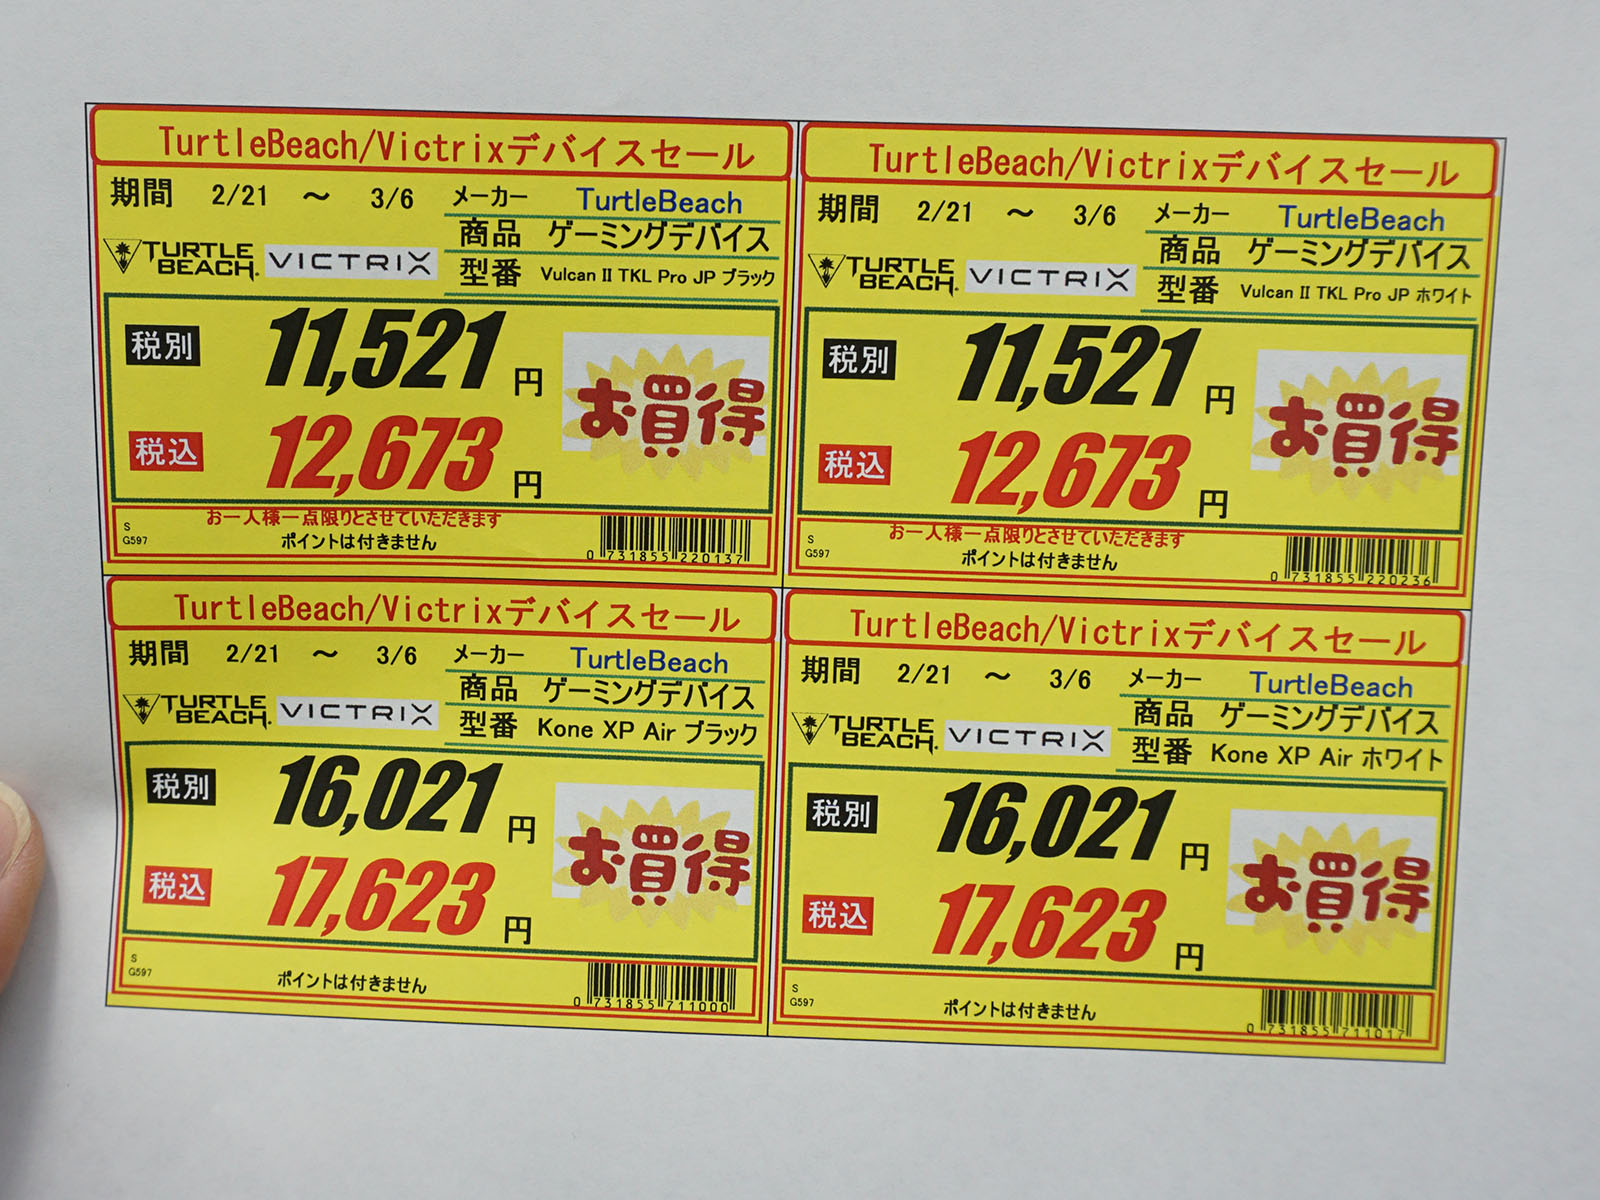 TurtleBeach/Victrixデバイスセール
期間 2/21 ～ 3/6 メーカー TurtleBeach
TURTLE BEACH. VICTRIX 商品 ゲーミングデバイス
型番 Vulcan II TKL Pro JP ブラック
税別 11,521 円
税込 12,673 円
お買得
お一人様一点限りとさせていただきます
S
G597
ポイントは付きません
0 731855 220137
TurtleBeach/Victrixデバイスセール
期間 2/21 ～ 3/6 メーカー TurtleBeach
TURTLE BEACH. VICTRIX 商品 ゲーミングデバイス
型番 Vulcan II TKL Pro JP ホワイト
税別 11,521 円
税込 12,673 円
お買得
お一人様一点限りとさせていただきます
S
G597
ポイントは付きません
0 731855 220236
TurtleBeach/Victrixデバイスセール
期間 2/21 ～ 3/6 メーカー TurtleBeach
TURTLE BEACH. VICTRIX 商品 ゲーミングデバイス
型番 Kone XP Air ブラック
税別 16,021 円
税込 17,623 円
お買得
S
G597
ポイントは付きません
0 731855 711000
TurtleBeach/Victrixデバイスセール
期間 2/21 ～ 3/6 メーカー TurtleBeach
TURTLE BEACH. VICTRIX 商品 ゲーミングデバイス
型番 Kone XP Air ホワイト
税別 16,021 円
税込 17,623 円
お買得
S
G597
ポイントは付きません
0 731855 711017